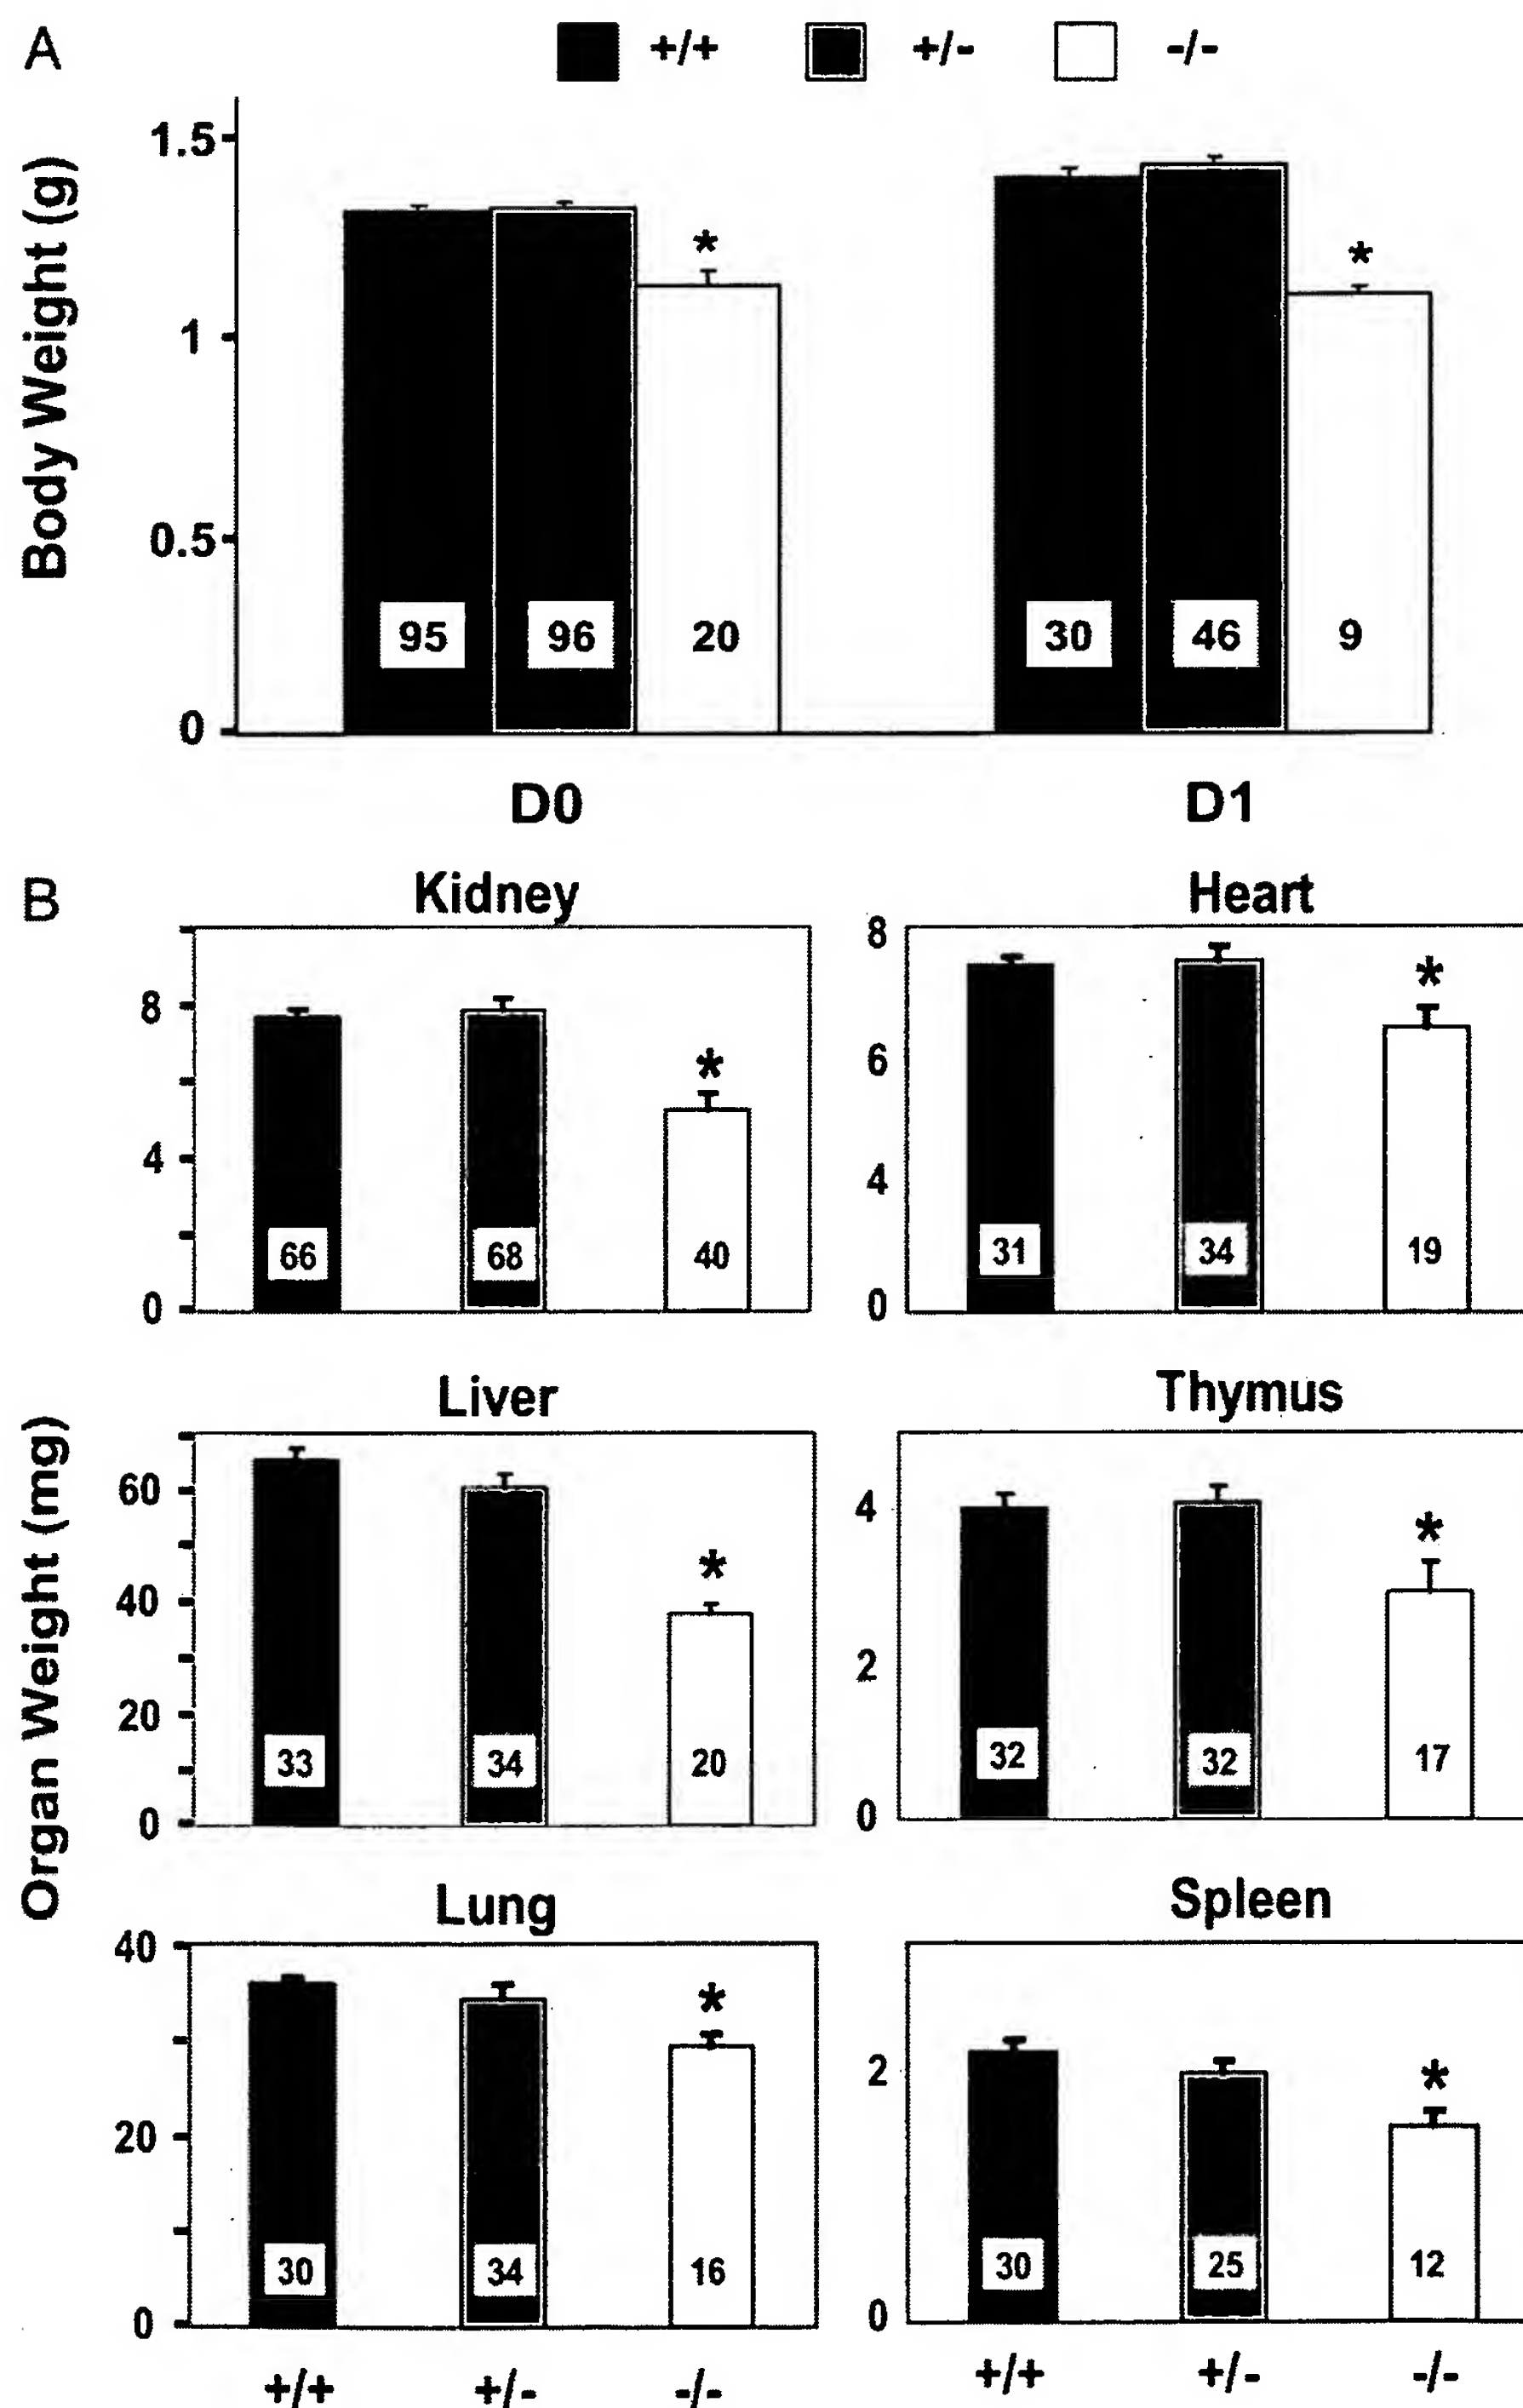 A
+/+ +/- -/-
Body Weight (g)
1.5
1
0.5
0
* *
95 96 20 30 46 9
D0 D1
B
Organ Weight (mg)
Kidney
8
4
0
*
66 68 40
Heart
8
6
4
0
*
31 34 19
Liver
60
40
20
0
*
33 34 20
Thymus
4
2
0
*
32 32 17
Lung
40
20
0
*
30 34 16
+/+ +/- -/-
Spleen
2
0
*
30 25 12
+/+ +/- -/-